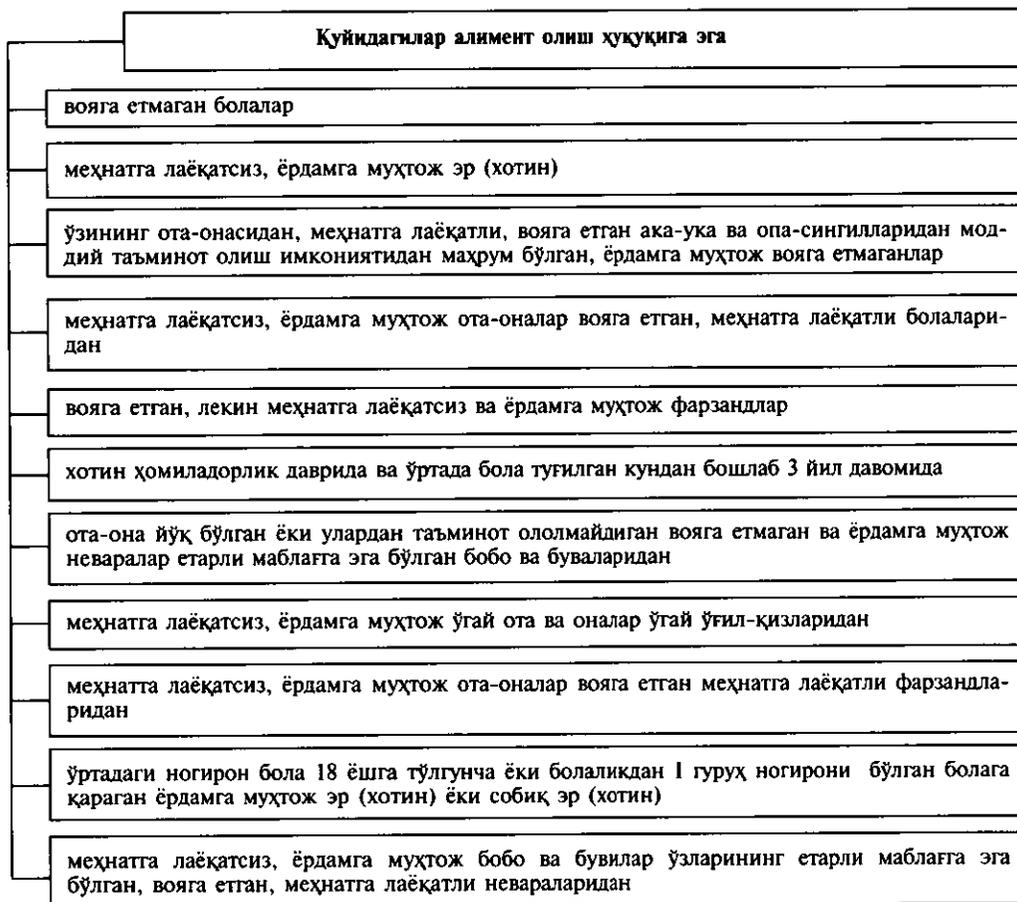 Қуйидагилар алимент олиш ҳуқуқига эга
вояга етмаган болалар
меҳнатга лаёқатсиз, ёрдамга муҳтож эр (хотин)
ўзининг ота-онасидан, меҳнатга лаёқатли, вояга етган ака-ука ва опа-сингилларидан мод-
дий таъминот олиш имкониятидан маҳрум бўлган, ёрдамга муҳтож вояга етмаганлар
меҳнатга лаёқатсиз, ёрдамга муҳтож ота-оналар вояга етган, меҳнатга лаёқатли болалари-
дан
вояга етган, лекин меҳнатга лаёқатсиз ва ёрдамга муҳтож фарзандлар
хотин ҳомиладорлик даврида ва ўртада бола туғилган кундан бошлаб 3 йил давомида
ота-она йўқ бўлган ёки улардан таъминот ололмайдиган вояга етмаган ва ёрдамга муҳтож
неваралар етарли маблағга эга бўлган бобо ва буваларидан
меҳнатга лаёқатсиз, ёрдамга муҳтож ўгай ота ва оналар ўгай ўғил-қизларидан
меҳнатта лаёқатсиз, ёрдамга муҳтож ота-оналар вояга етган меҳнатга лаёқатли фарзандла-
ридан
ўртадаги ногирон бола 18 ёшга тўлгунча ёки болаликдан I гуруҳ ногирони бўлган болага
қараган ёрдамга муҳтож эр (хотин) ёки собиқ эр (хотин)
меҳнатга лаёқатсиз, ёрдамга муҳтож бобо ва бувилар ўзларининг етарли маблағга эга
бўлган, вояга етган, меҳнатга лаёқатли невараларидан